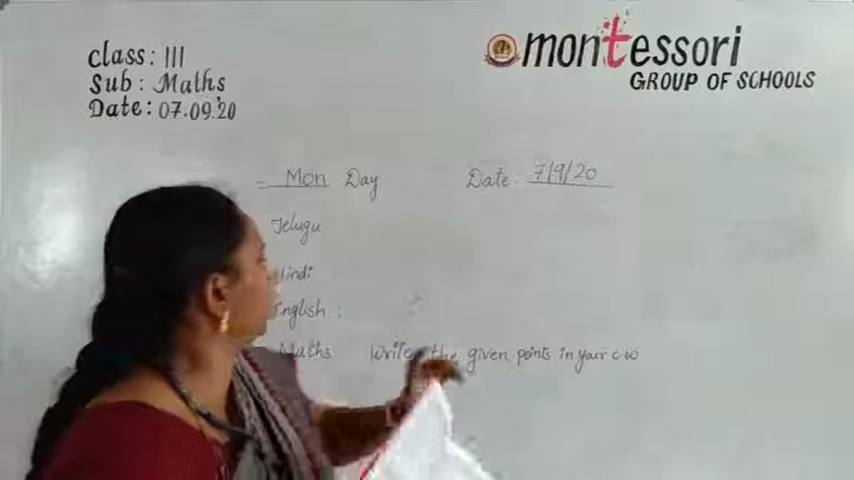 class: III
Sub: Maths
Date: 07.09.'20
montessori
GROUP OF SCHOOLS
Mon Day Date: 7/9/20
Telugu
Hindi
English :
Maths Write the given points in your c w